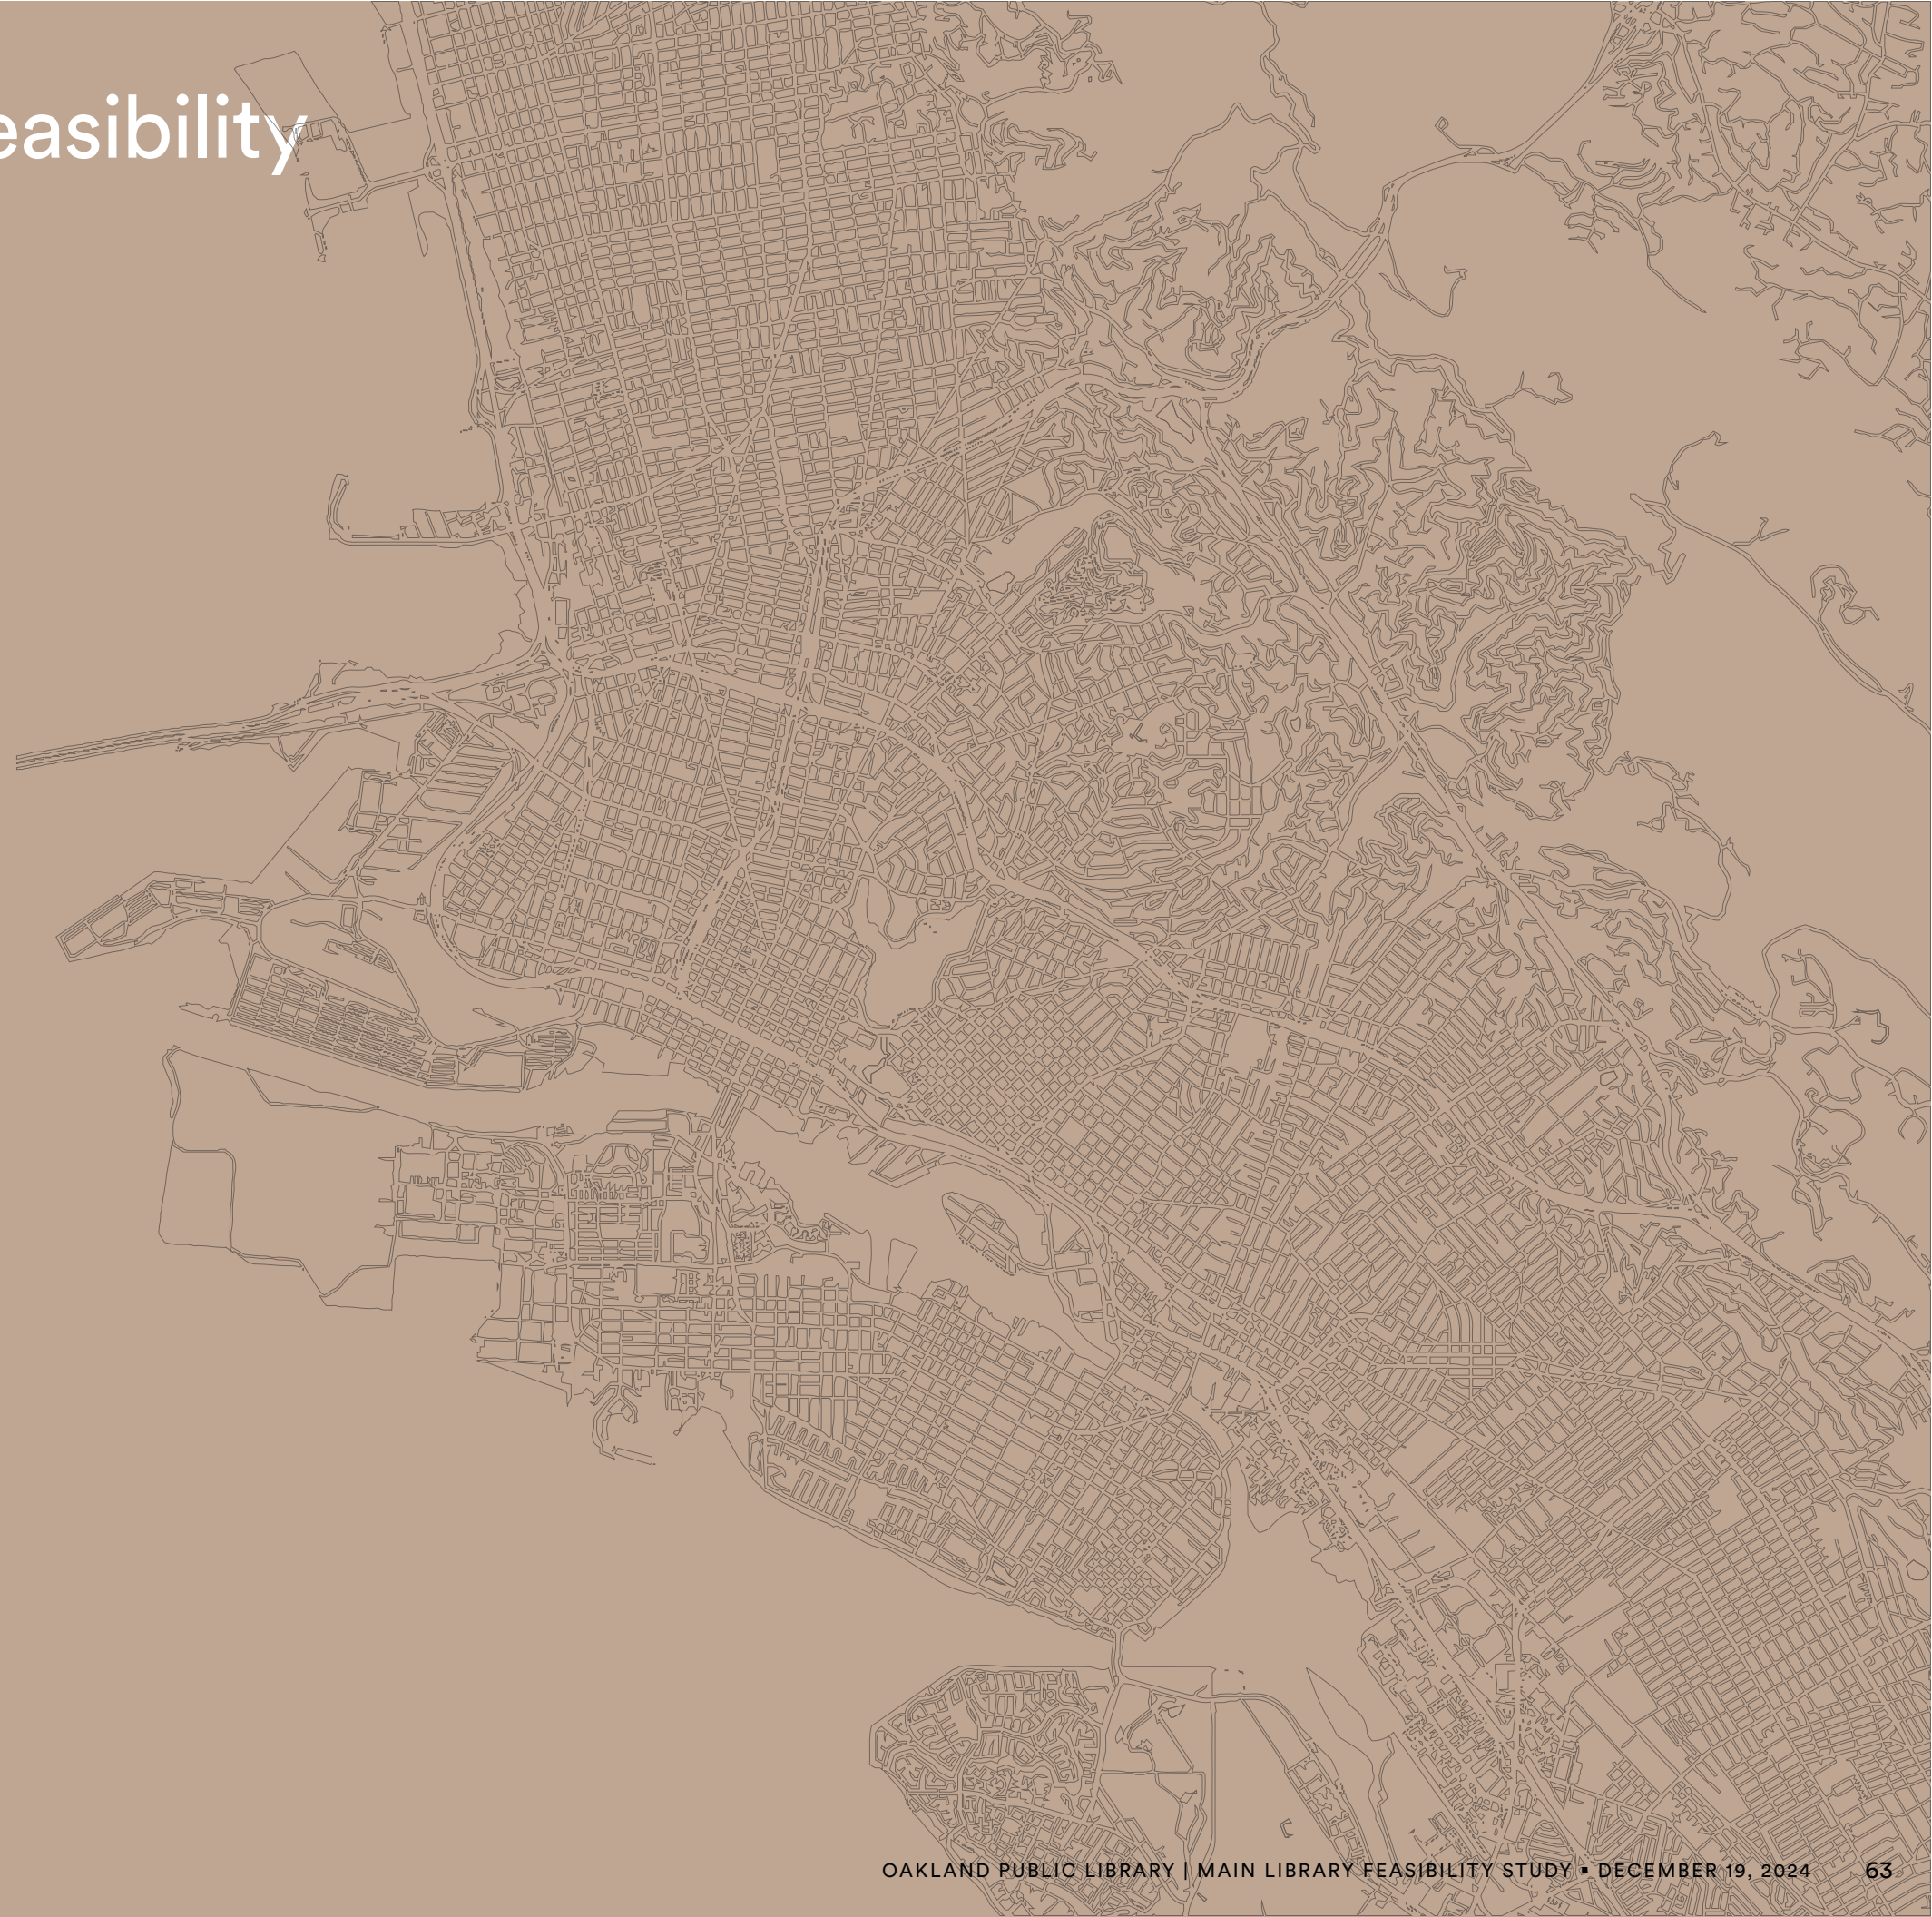 easibility
OAKLAND PUBLIC LIBRARY | MAIN LIBRARY FEASIBILITY STUDY ▪ DECEMBER 19, 2024 63